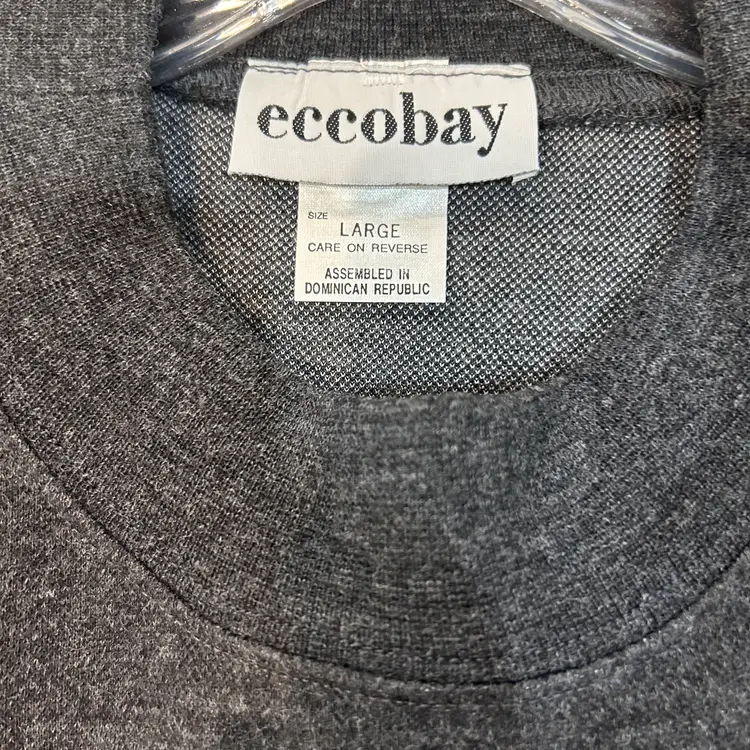 eccobay
SIZE
LARGE
CARE ON REVERSE
ASSEMBLED IN
DOMINICAN REPUBLIC